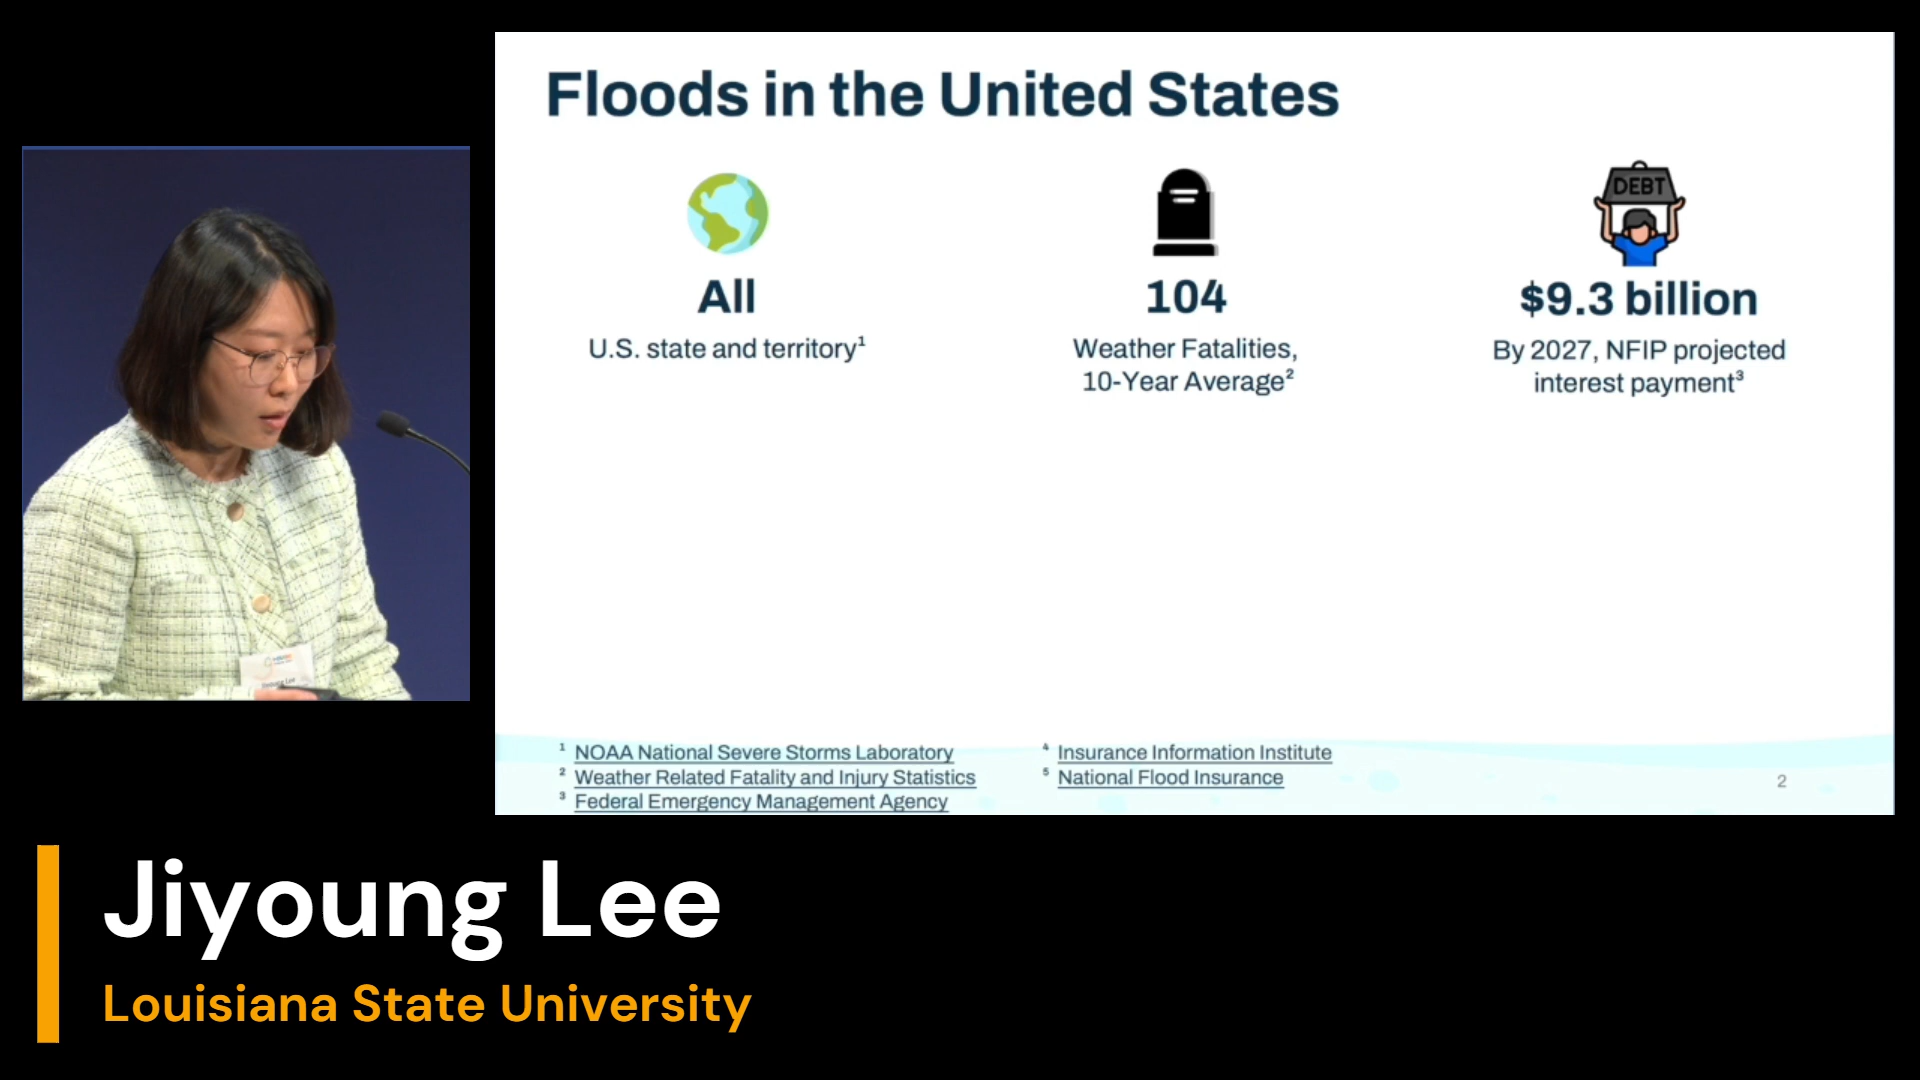 Floods in the United States
DEBT
All
U.S. state and territory¹
104
Weather Fatalities,
10-Year Average²
$9.3 billion
By 2027, NFIP projected
interest payment³
¹ NOAA National Severe Storms Laboratory
² Weather Related Fatality and Injury Statistics
³ Federal Emergency Management Agency
⁴ Insurance Information Institute
⁵ National Flood Insurance
2
Jiyoung Lee
Jiyoung Lee
Louisiana State University